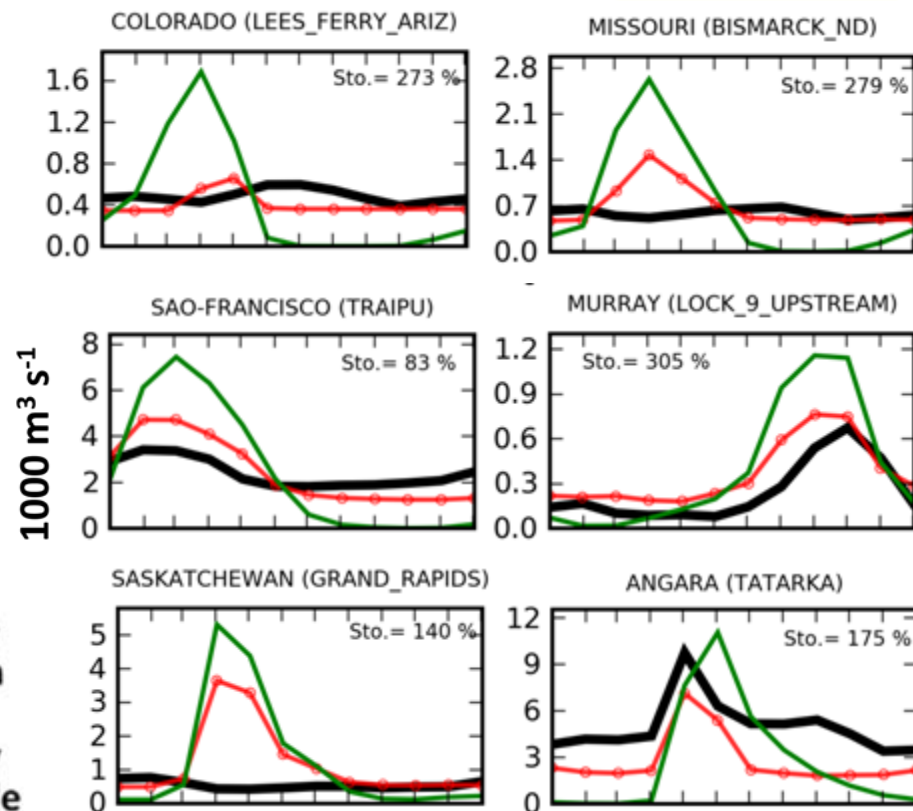 COLORADO (LEES_FERRY_ARIZ)
1.6
1.2
0.8
0.4
0.0
Sto.= 273 %
MISSOURI (BISMARCK_ND)
2.8
2.1
1.4
0.7
0.0
Sto.= 279 %
1000 m³ s⁻¹
SAO-FRANCISCO (TRAIPU)
8
6
4
2
0
Sto.= 83 %
MURRAY (LOCK_9_UPSTREAM)
1.2
0.9
0.6
0.3
0.0
Sto.= 305 %
SASKATCHEWAN (GRAND_RAPIDS)
5
4
3
2
1
0
Sto.= 140 %
ANGARA (TATARKA)
12
9
6
3
0
Sto.= 175 %
e